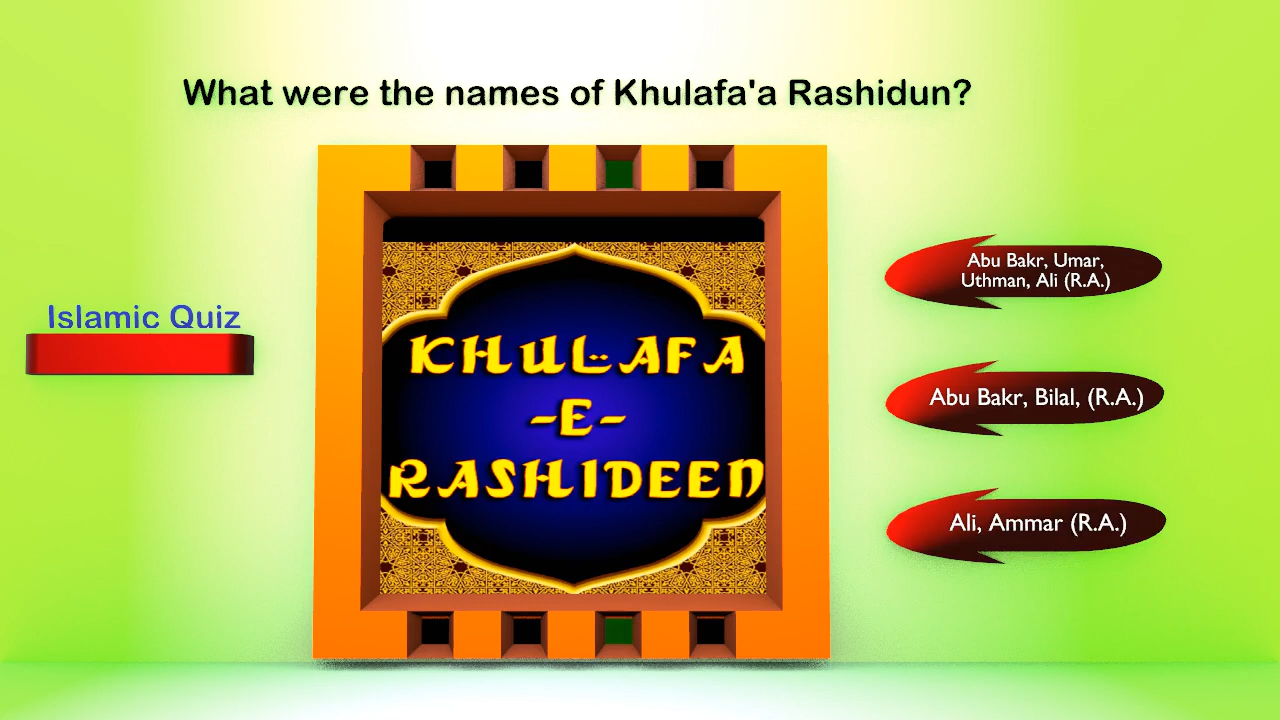 What were the names of Khulafa'a Rashidun?
Islamic Quiz
KHULAFA
-E-
RASHIDEEN
Abu Bakr, Umar,
Uthman, Ali (R.A.)
Abu Bakr, Bilal, (R.A.)
Ali, Ammar (R.A.)